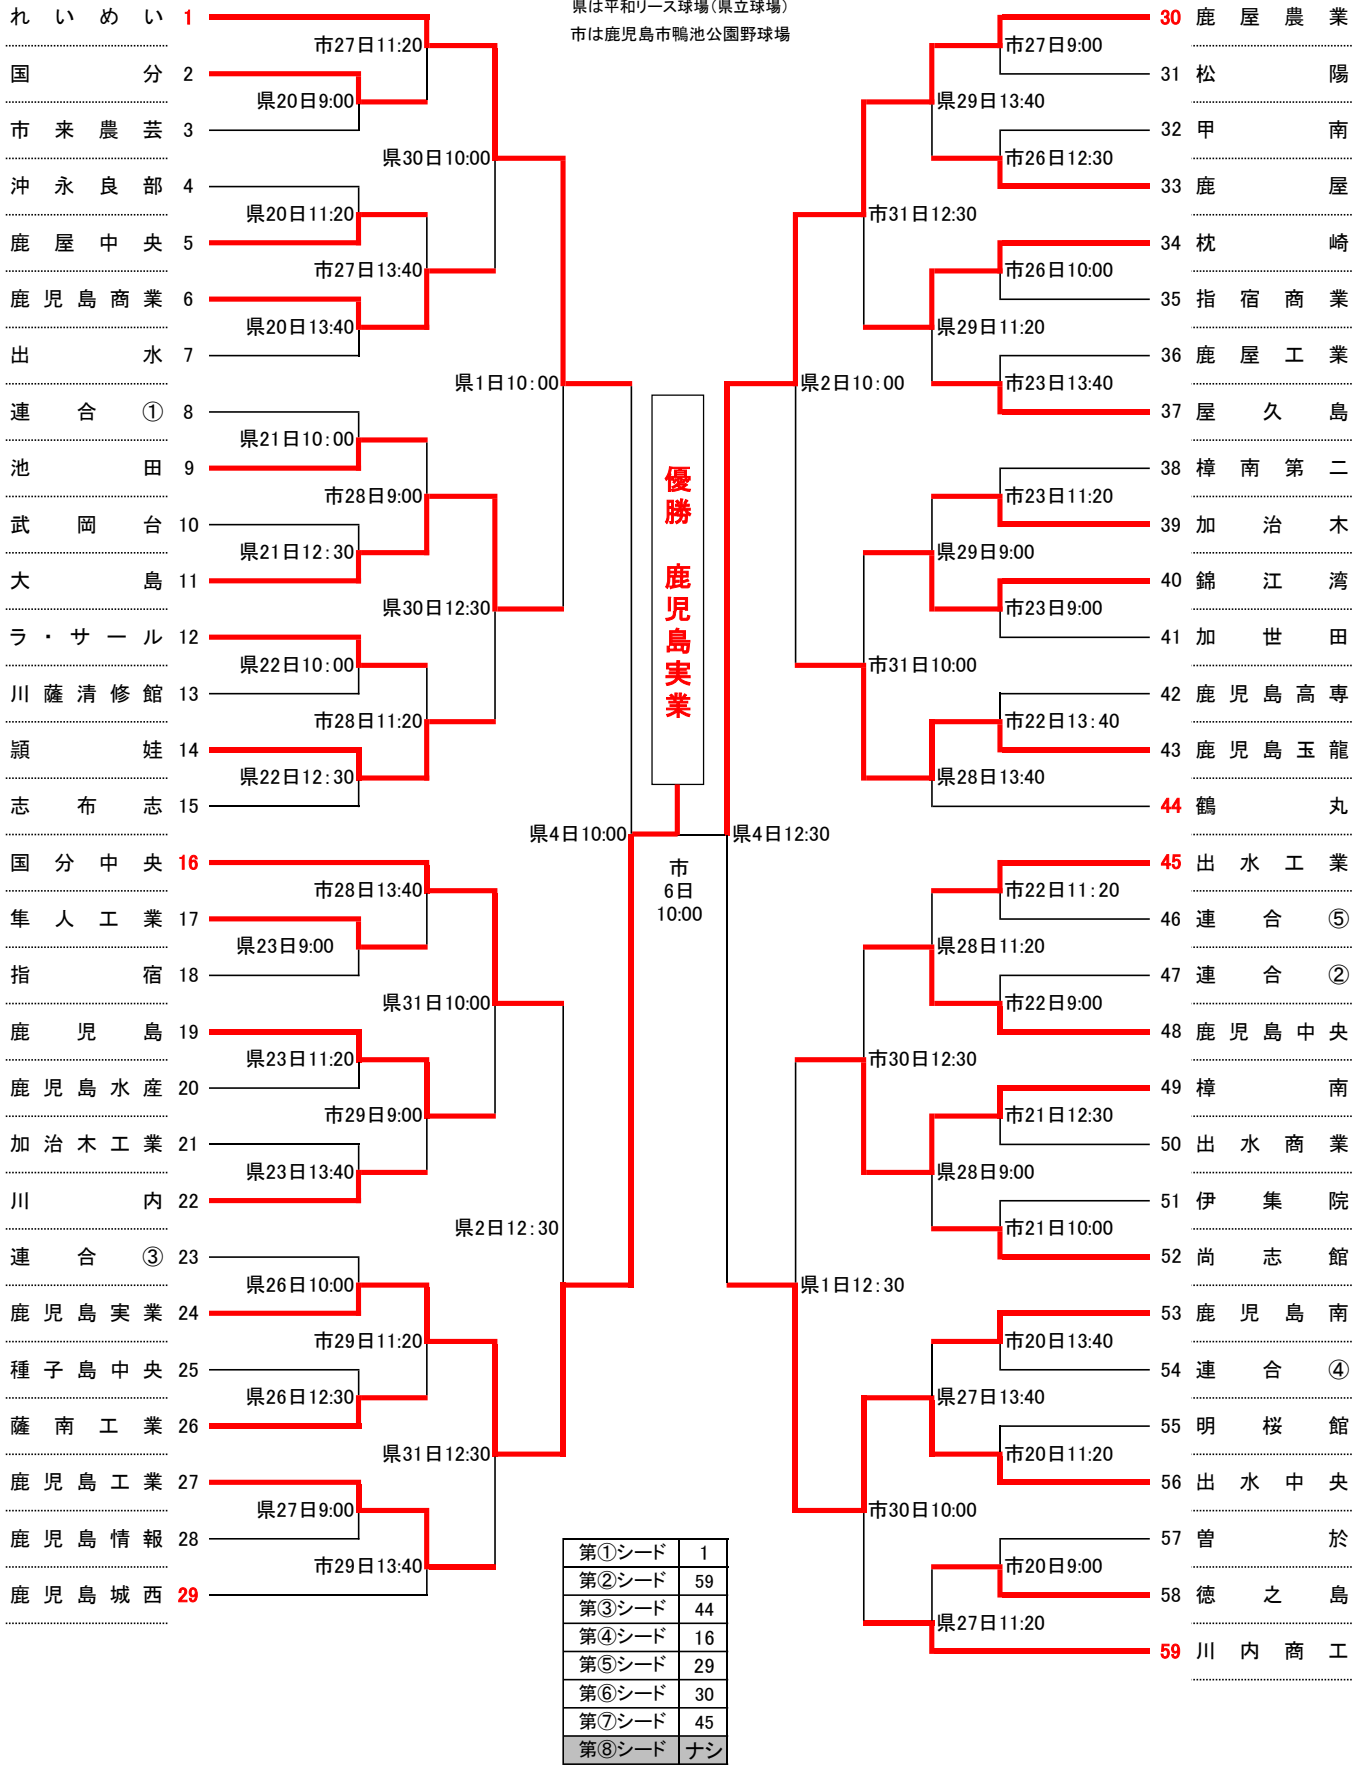 県は平和リース球場(県立球場)
市は鹿児島市鴨池公園野球場
れいめい 1
市27日11:20
国分 2
県20日9:00
市来農芸 3
県30日10:00
沖永良部 4
県20日11:20
鹿屋中央 5
市27日13:40
鹿児島商業 6
県20日13:40
出水 7
県1日10:00
連合① 8
県21日10:00
池田 9
市28日9:00
武岡台 10
県21日12:30
大島 11
県30日12:30
ラ・サール 12
県22日10:00
川薩清修館 13
市28日11:20
頴娃 14
県22日12:30
志布志 15
県4日10:00
国分中央 16
市28日13:40
隼人工業 17
県23日9:00
指宿 18
県31日10:00
鹿児島 19
県23日11:20
鹿児島水産 20
市29日9:00
加治木工業 21
県23日13:40
川内 22
県2日12:30
連合③ 23
県26日10:00
鹿児島実業 24
市29日11:20
種子島中央 25
県26日12:30
薩南工業 26
県31日12:30
鹿児島工業 27
県27日9:00
鹿児島情報 28
市29日13:40
鹿児島城西 29
優勝 鹿児島実業
市
6日
10:00
30 鹿屋農業
市27日9:00
31 松陽
県29日13:40
32 甲南
市26日12:30
33 鹿屋
市31日12:30
34 枕崎
市26日10:00
35 指宿商業
県29日11:20
36 鹿屋工業
市23日13:40
37 屋久島
県2日10:00
38 樟南第二
市23日11:20
39 加治木
県29日9:00
40 錦江湾
市23日9:00
41 加世田
市31日10:00
42 鹿児島高専
市22日13:40
43 鹿児島玉龍
県28日13:40
44 鶴丸
県4日12:30
45 出水工業
市22日11:20
46 連合⑤
県28日11:20
47 連合②
市22日9:00
48 鹿児島中央
市30日12:30
49 樟南
市21日12:30
50 出水商業
県28日9:00
51 伊集院
市21日10:00
52 尚志館
県1日12:30
53 鹿児島南
市20日13:40
54 連合④
県27日13:40
55 明桜館
市20日11:20
56 出水中央
市30日10:00
57 曽於
市20日9:00
58 徳之島
県27日11:20
59 川内商工
第①シード 1
第②シード 59
第③シード 44
第④シード 16
第⑤シード 29
第⑥シード 30
第⑦シード 45
第⑧シード ナシ